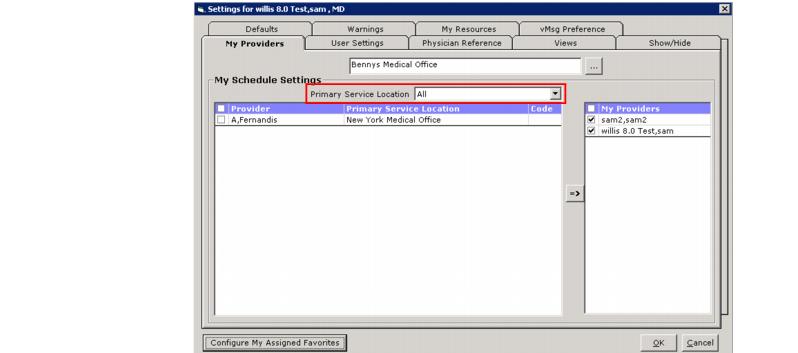 Settings for willis 8.0 Test,sam , MD
Defaults Warnings My Resources vMsg Preference
My Providers User Settings Physician Reference Views Show/Hide
Bennys Medical Office ...
My Schedule Settings
Primary Service Location All
Provider Primary Service Location Code My Providers
A,Fernandis New York Medical Office sam2,sam2
willis 8.0 Test,sam
=>
Configure My Assigned Favorites OK Cancel